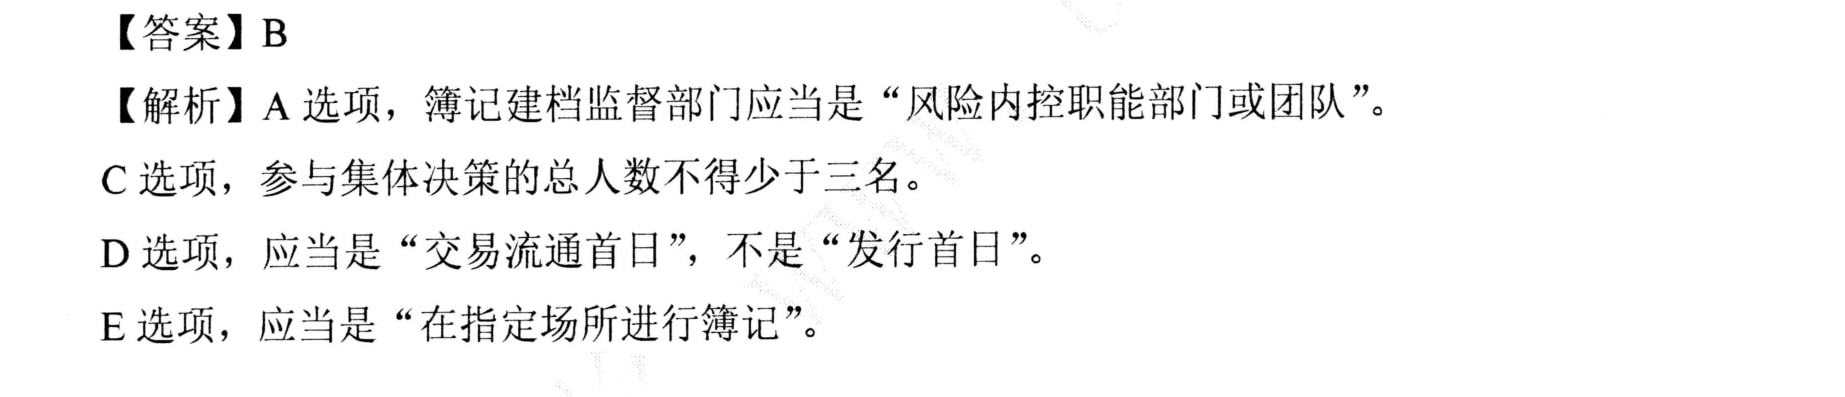 【答案】B
【解析】A 选项，簿记建档监督部门应当是“风险内控职能部门或团队”。
C 选项，参与集体决策的总人数不得少于三名。
D 选项，应当是“交易流通首日”，不是“发行首日”。
E 选项，应当是“在指定场所进行簿记”。